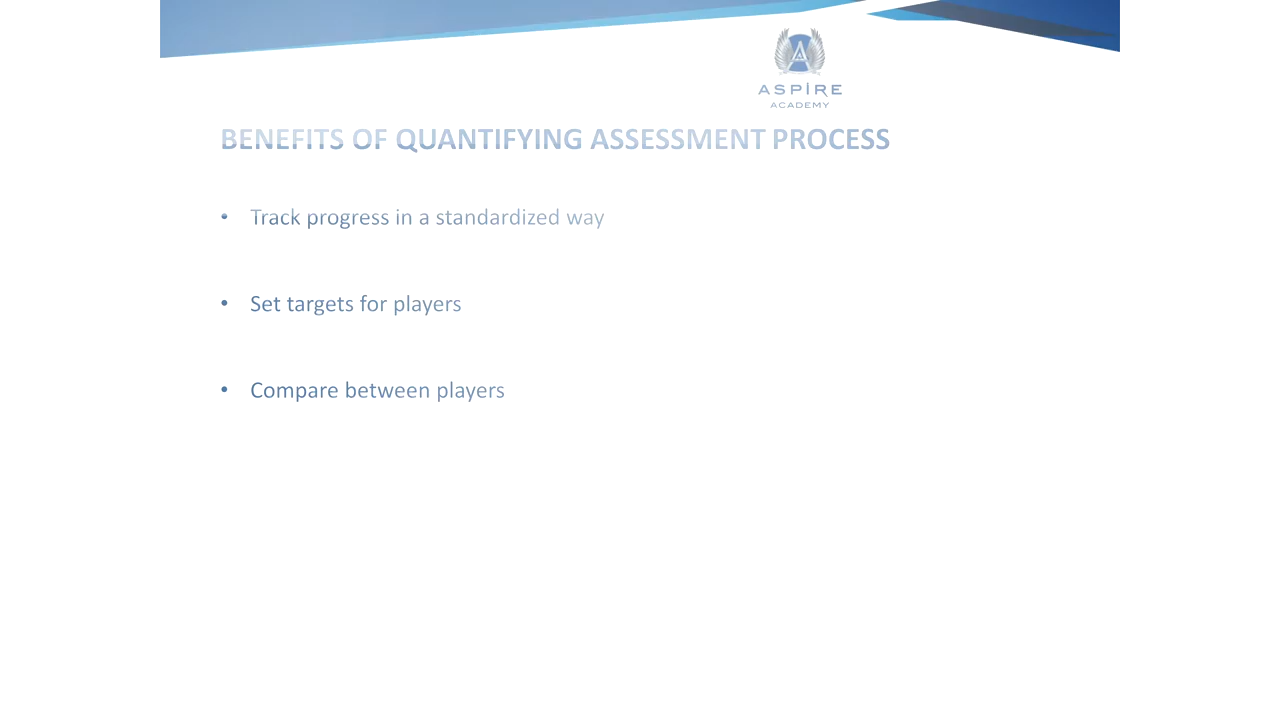 ASPIRE
ACADEMY
BENEFITS OF QUANTIFYING ASSESSMENT PROCESS
• Track progress in a standardized way
• Set targets for players
• Compare between players